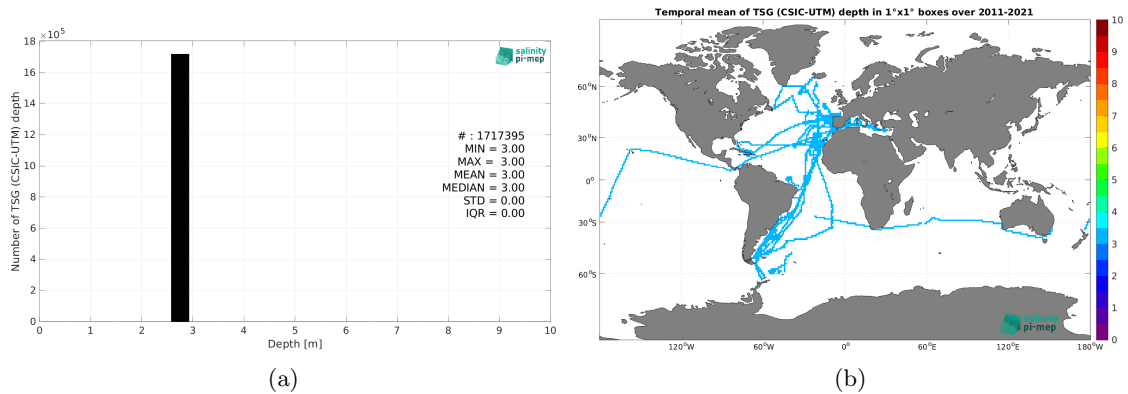 ×10⁵
18
16
14
12
10
8
6
4
2
0
Number of TSG (CSIC-UTM) depth
salinity
pi-mep
# : 1717395
MIN = 3.00
MAX = 3.00
MEAN = 3.00
MEDIAN = 3.00
STD = 0.00
IQR = 0.00
0 1 2 3 4 5 6 7 8 9 10
Depth [m]
(a)
Temporal mean of TSG (CSIC-UTM) depth in 1°x1° boxes over 2011-2021
60°N
30°N
0°
30°S
60°S
120°W 60°W 0° 60°E 120°E 180°W
salinity
pi-mep
10
9
8
7
6
5
4
3
2
1
0
(b)